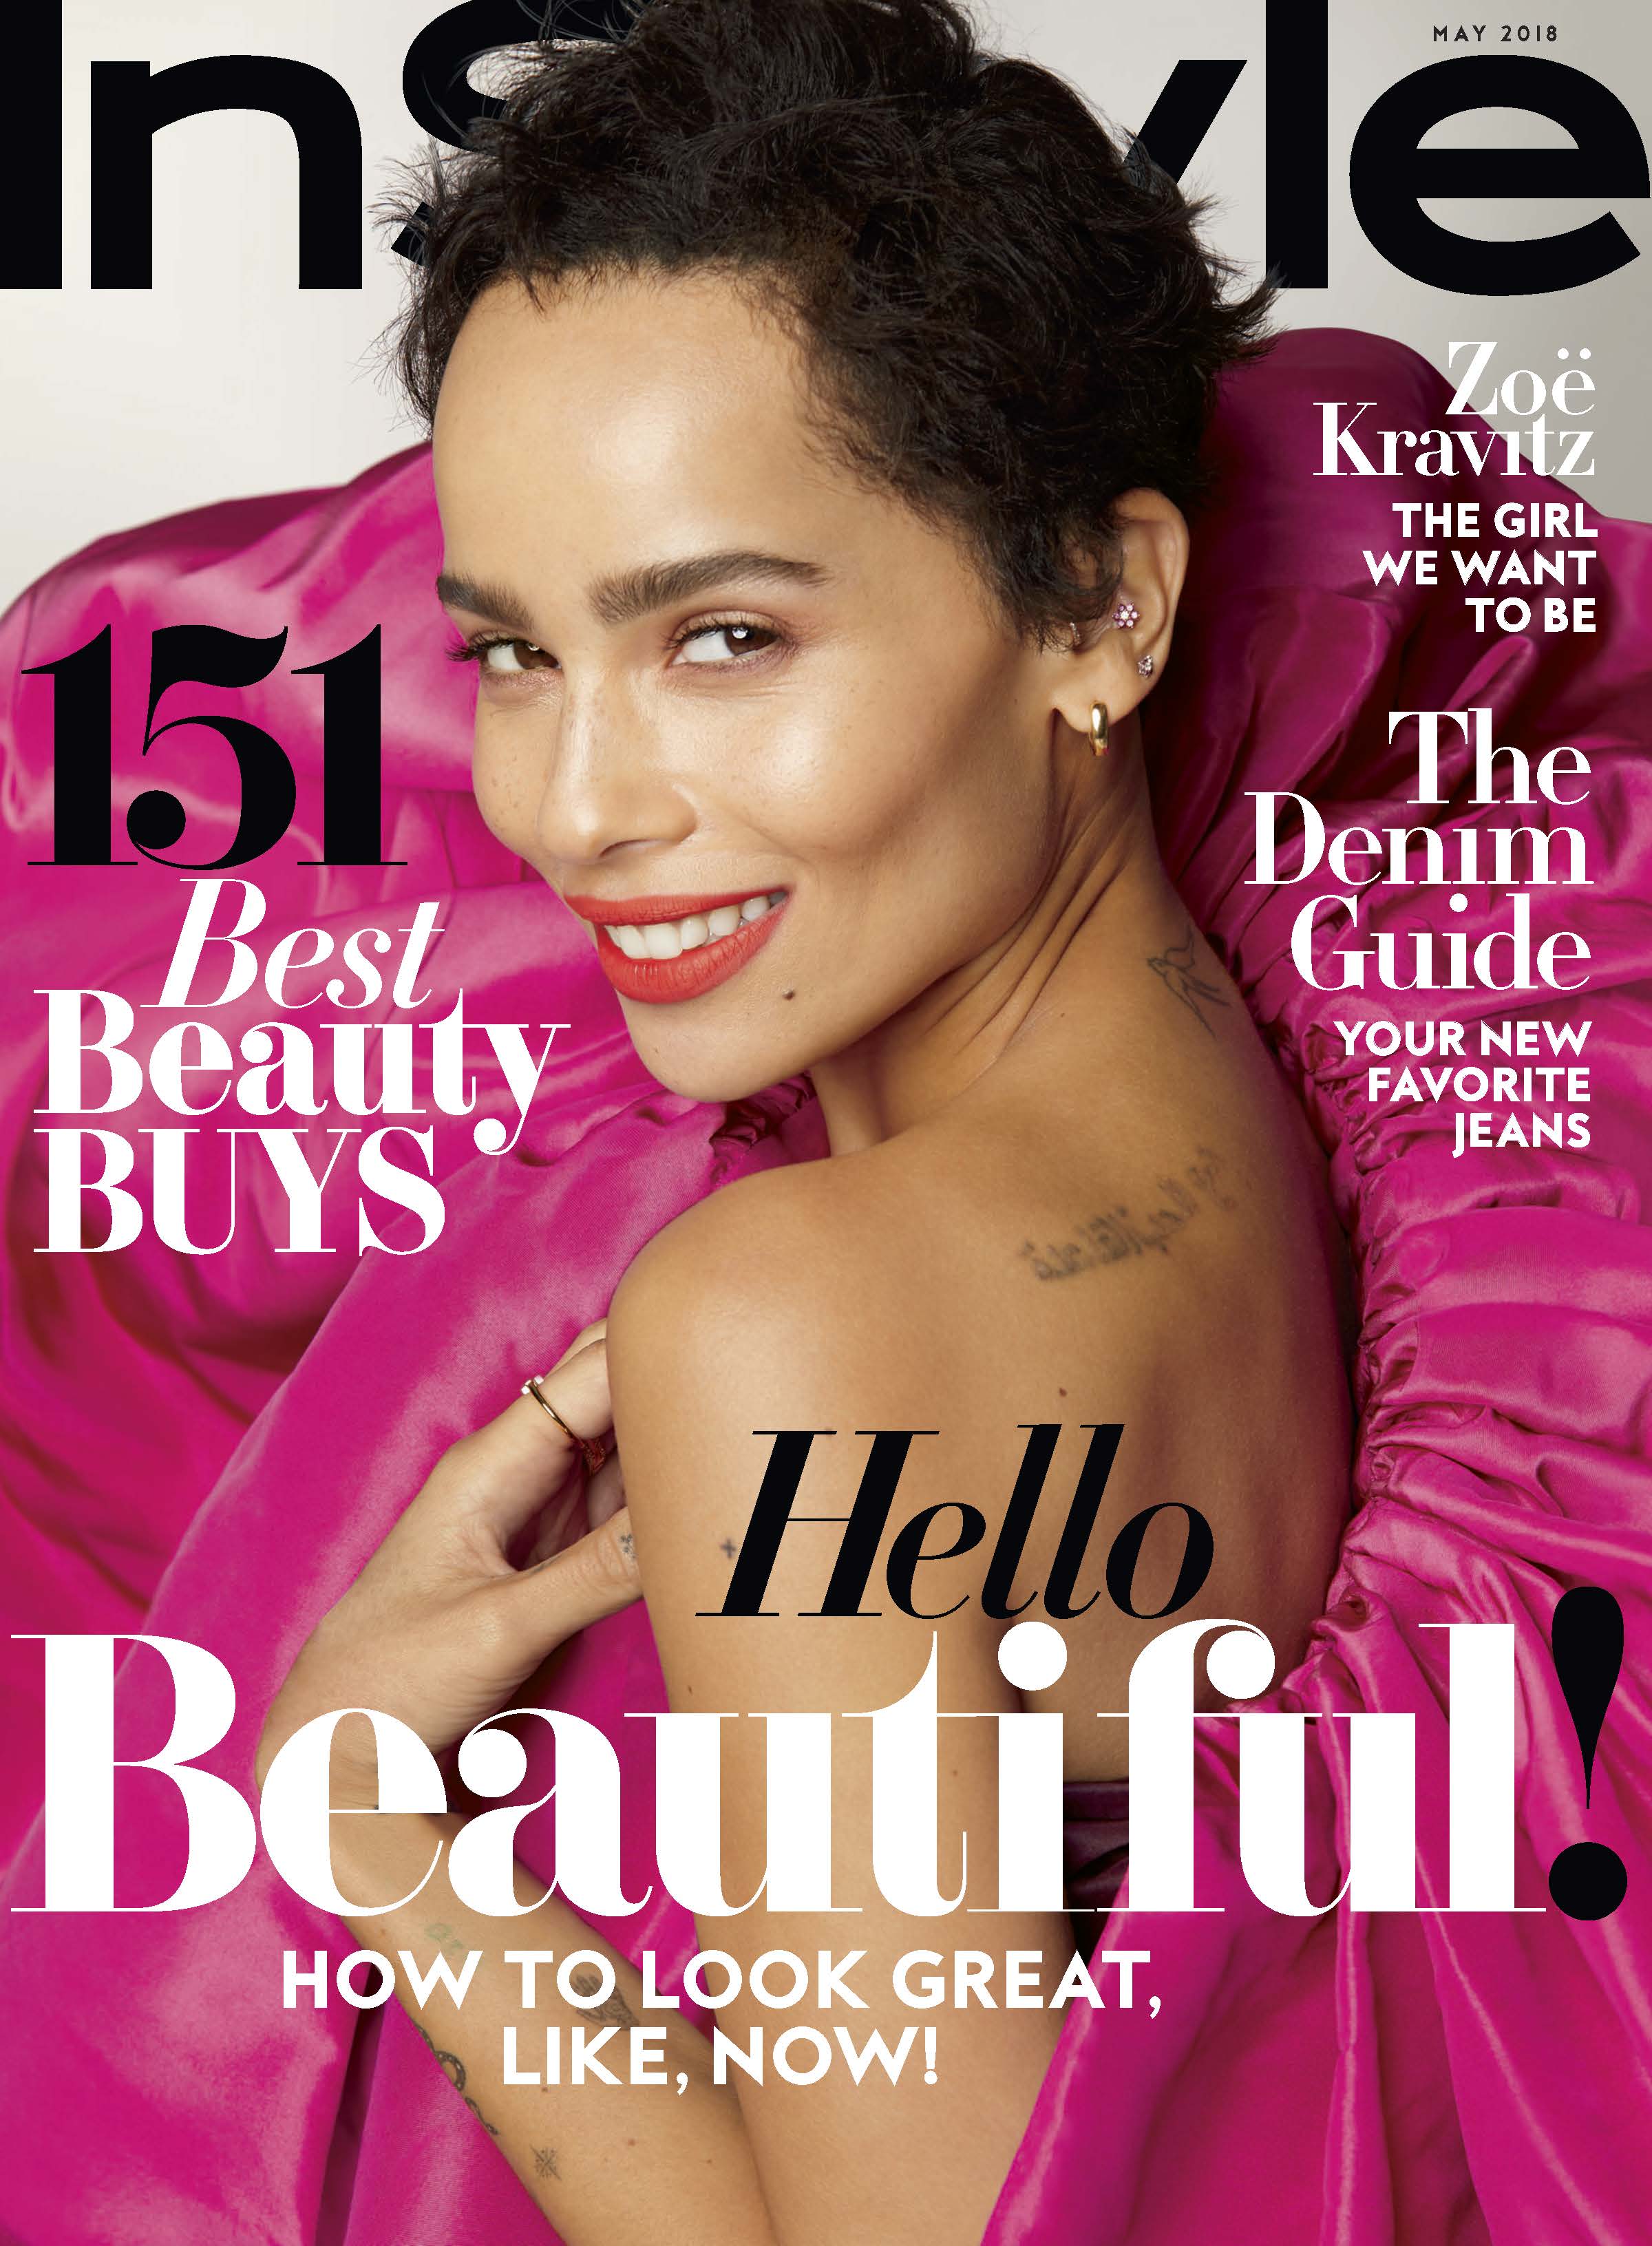 MAY 2018
InStyle
Zoë
Kravitz
THE GIRL
WE WANT
TO BE
151
Best
Beauty
BUYS
The
Denim
Guide
YOUR NEW
FAVORITE
JEANS
Hello
Beautiful!
HOW TO LOOK GREAT,
LIKE, NOW!